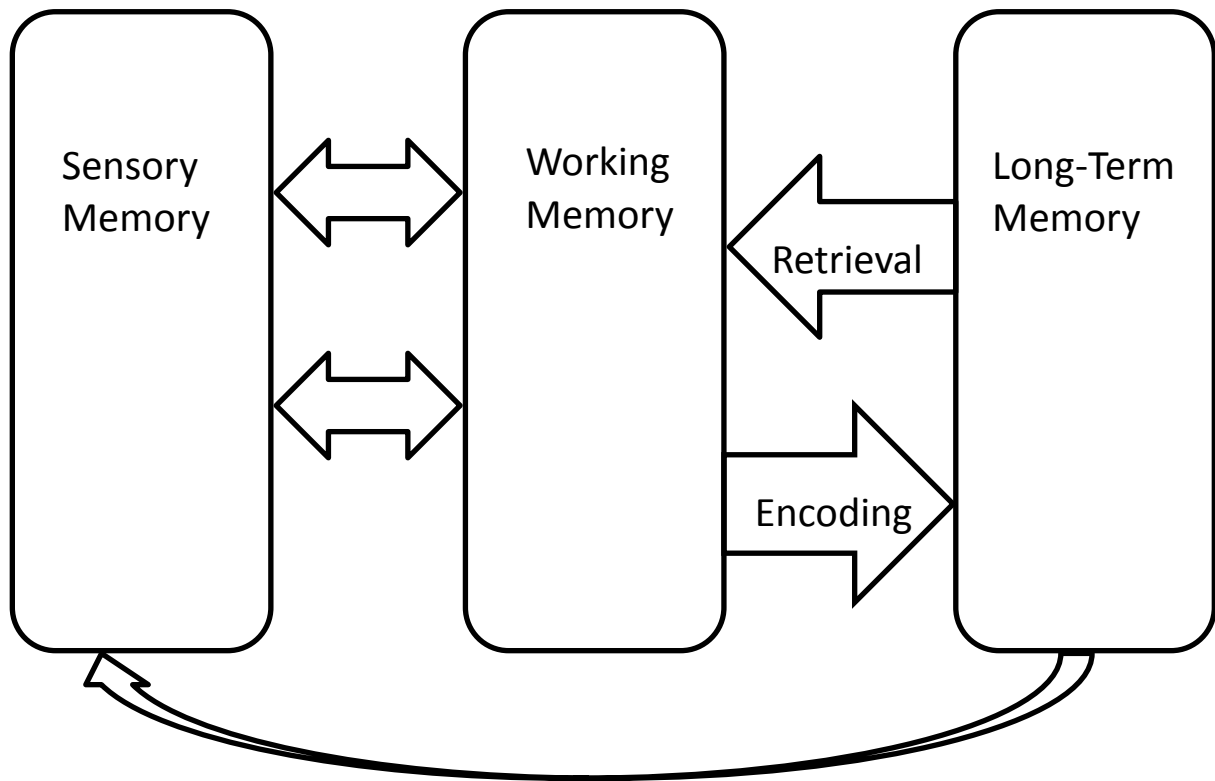 Sensory
Memory
Working
Memory
Long-Term
Memory
Retrieval
Encoding